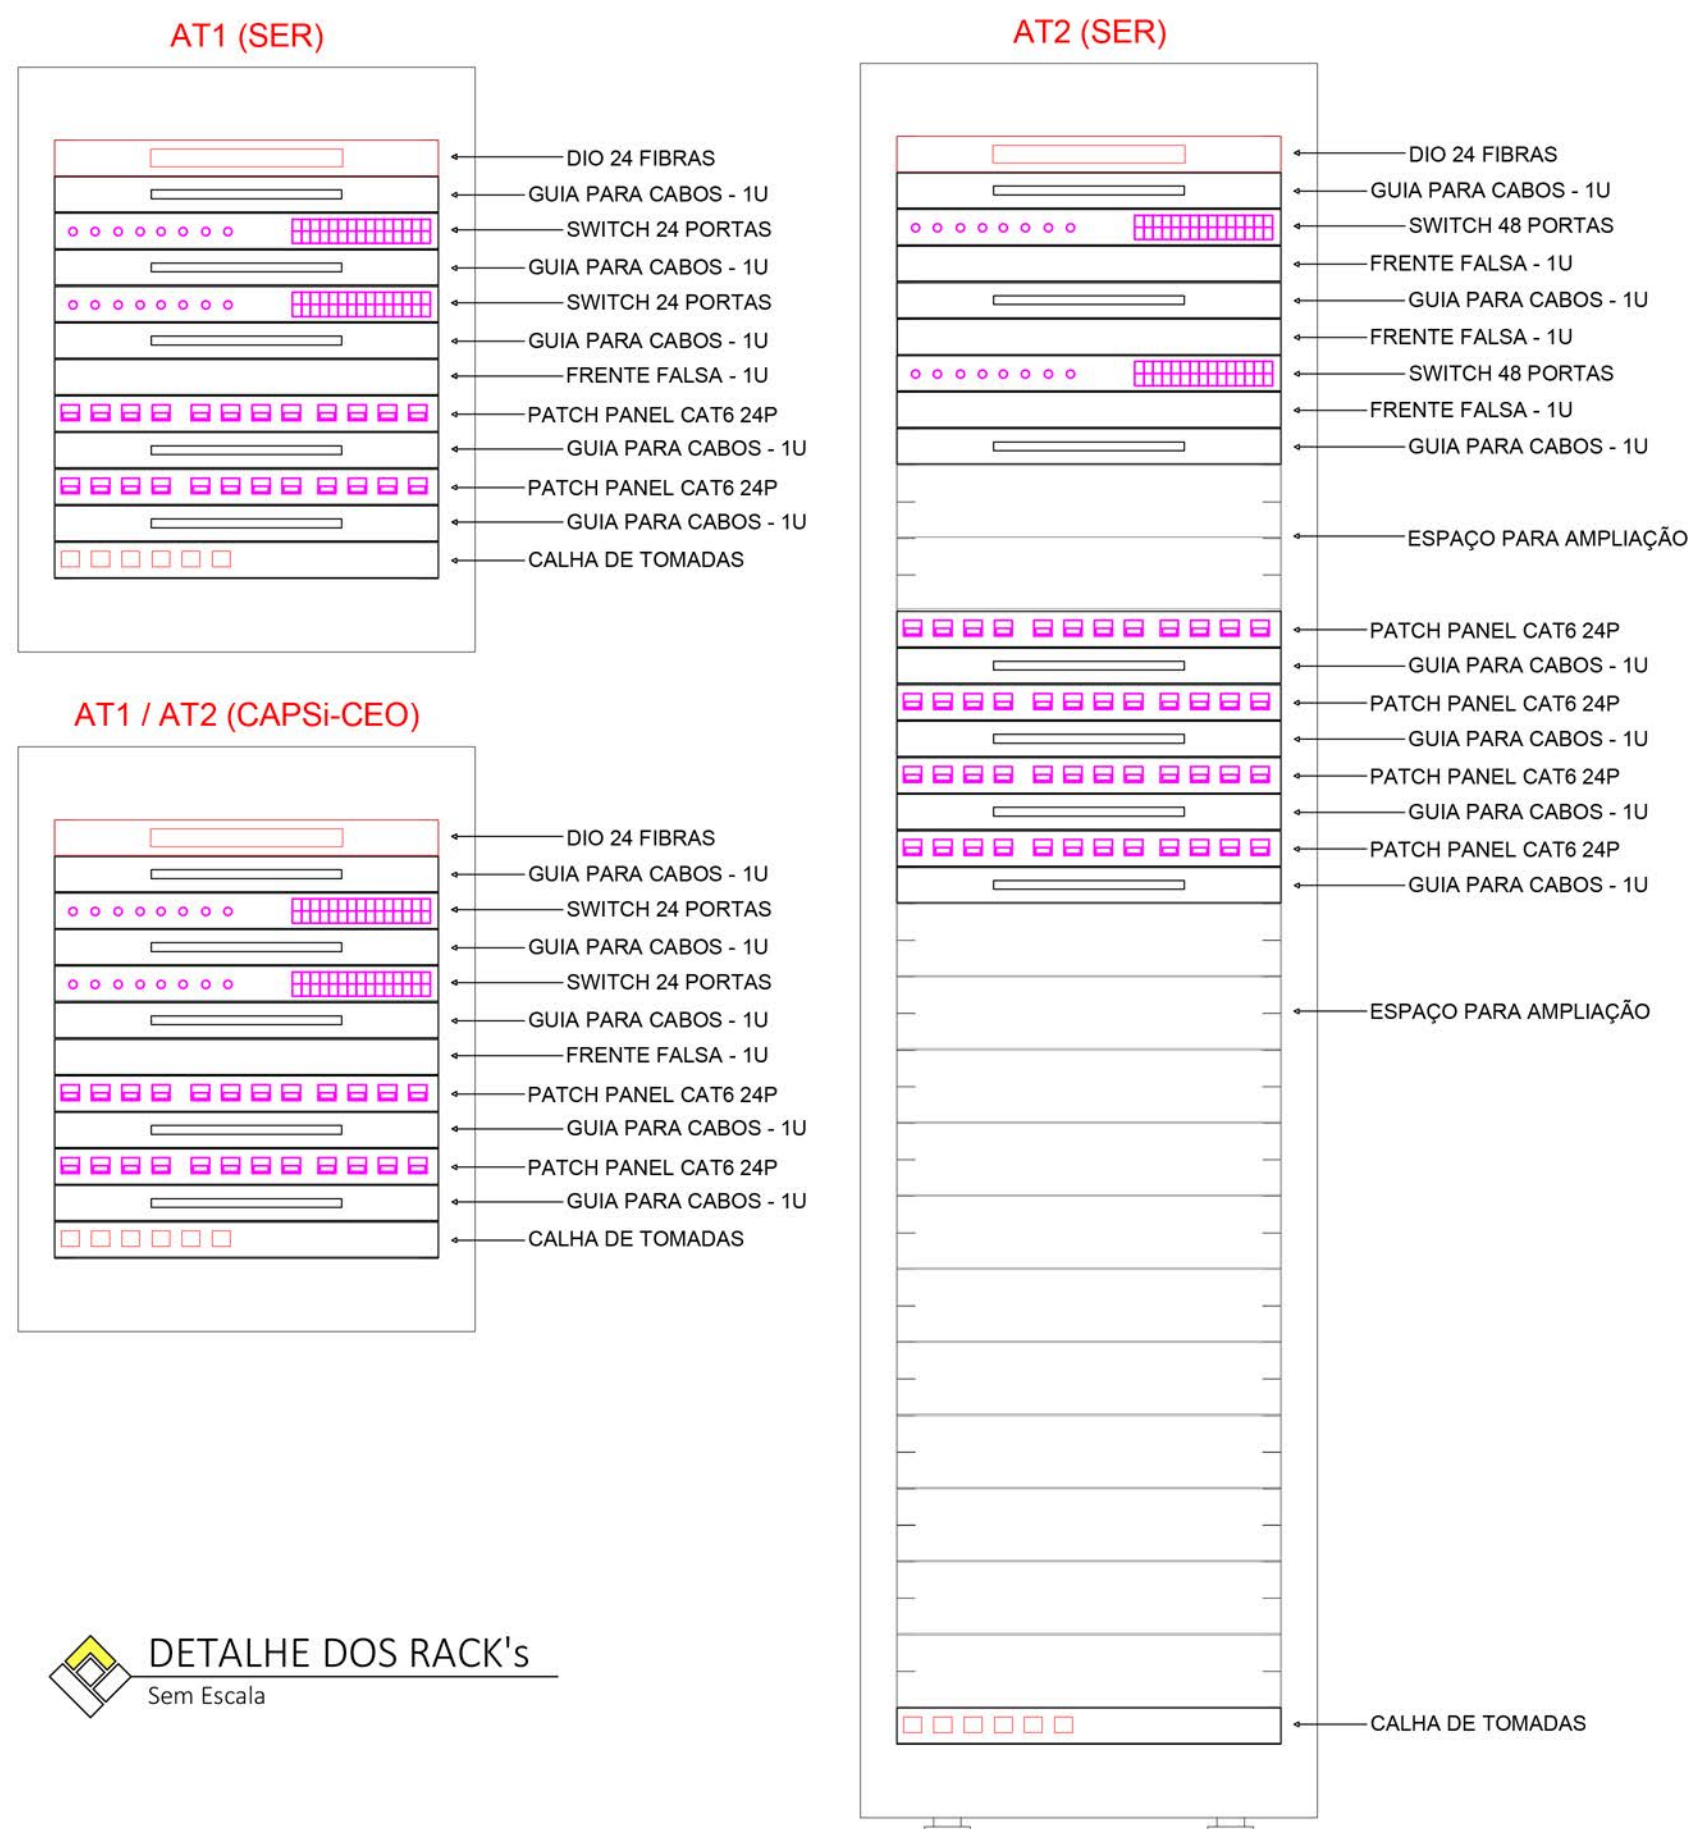 AT1 (SER)
DIO 24 FIBRAS
GUIA PARA CABOS - 1U
SWITCH 24 PORTAS
GUIA PARA CABOS - 1U
SWITCH 24 PORTAS
GUIA PARA CABOS - 1U
FRENTE FALSA - 1U
PATCH PANEL CAT6 24P
GUIA PARA CABOS - 1U
PATCH PANEL CAT6 24P
GUIA PARA CABOS - 1U
CALHA DE TOMADAS
AT1 / AT2 (CAPSi-CEO)
DIO 24 FIBRAS
GUIA PARA CABOS - 1U
SWITCH 24 PORTAS
GUIA PARA CABOS - 1U
SWITCH 24 PORTAS
GUIA PARA CABOS - 1U
FRENTE FALSA - 1U
PATCH PANEL CAT6 24P
GUIA PARA CABOS - 1U
PATCH PANEL CAT6 24P
GUIA PARA CABOS - 1U
CALHA DE TOMADAS
AT2 (SER)
DIO 24 FIBRAS
GUIA PARA CABOS - 1U
SWITCH 48 PORTAS
FRENTE FALSA - 1U
GUIA PARA CABOS - 1U
FRENTE FALSA - 1U
SWITCH 48 PORTAS
FRENTE FALSA - 1U
GUIA PARA CABOS - 1U
ESPAÇO PARA AMPLIAÇÃO
PATCH PANEL CAT6 24P
GUIA PARA CABOS - 1U
PATCH PANEL CAT6 24P
GUIA PARA CABOS - 1U
PATCH PANEL CAT6 24P
GUIA PARA CABOS - 1U
PATCH PANEL CAT6 24P
GUIA PARA CABOS - 1U
ESPAÇO PARA AMPLIAÇÃO
CALHA DE TOMADAS
DETALHE DOS RACK's
Sem Escala